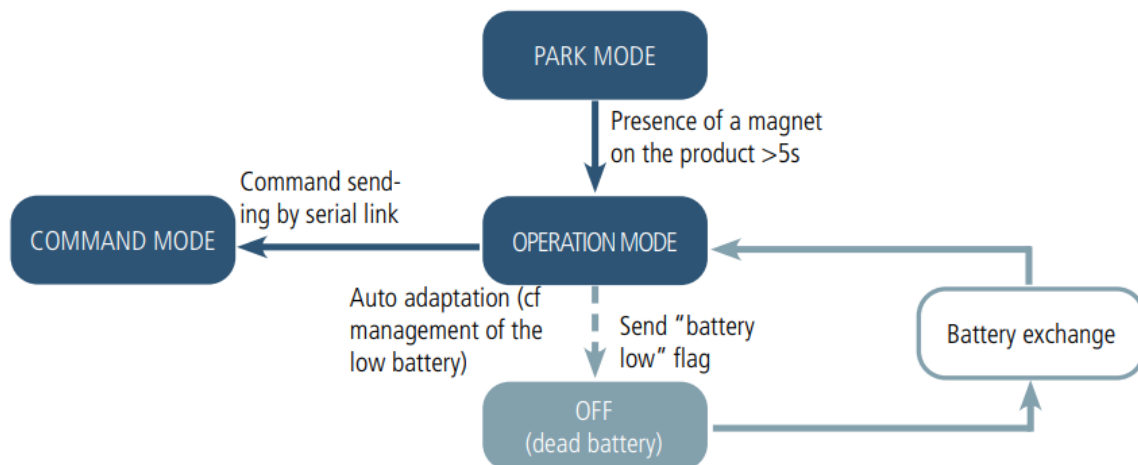 PARK MODE
Presence of a magnet
on the product >5s
Command send-
ing by serial link
COMMAND MODE
OPERATION MODE
Auto adaptation (cf
management of the
low battery)
Send “battery
low” flag
Battery exchange
OFF
(dead battery)